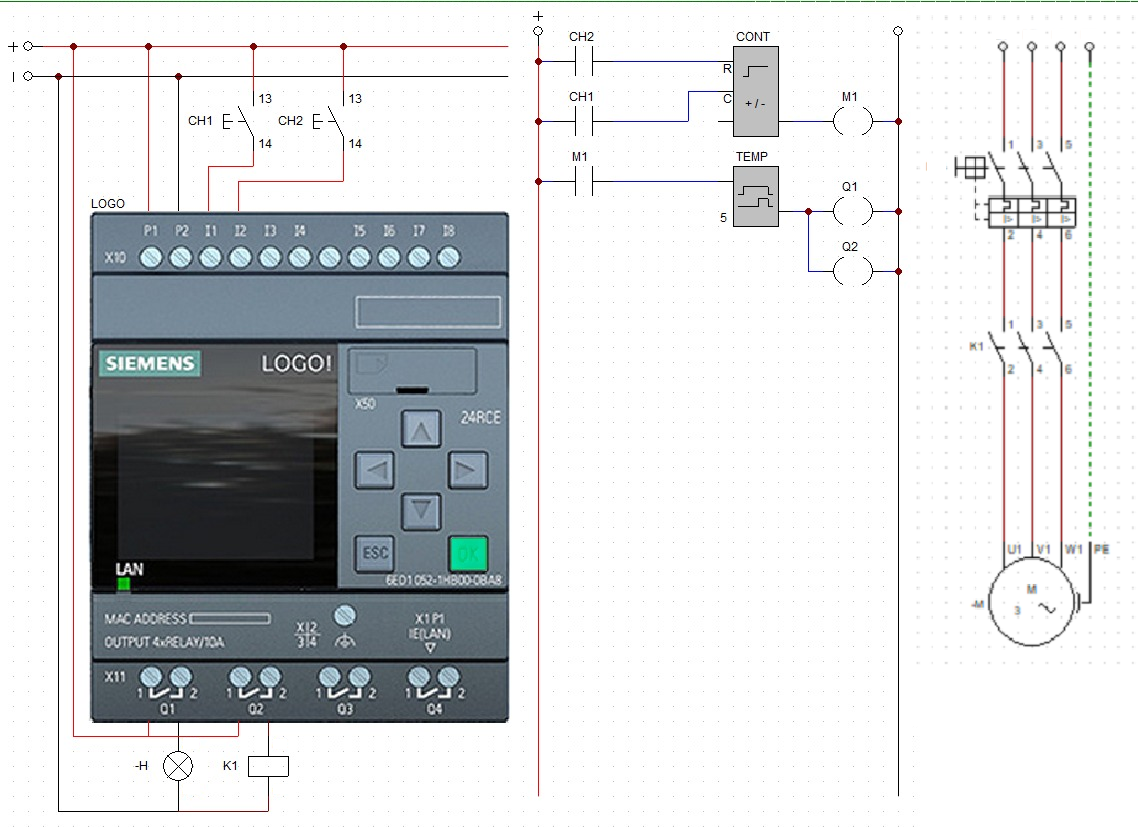 +
CH1
13
14
CH2
13
14
LOGO
P1 P2 I1 I2 I3 I4 I5 I6 I7 I8
X10
SIEMENS
LOGO!
X50
24RCE
ESC
OK
LAN
6ED1 052-1HB00-0BA8
MAC ADDRESS
OUTPUT 4xRELAY/10A
X1 2
3 4
X1 P1
IE(LAN)
X11
1 2 1 2 1 2 1 2
Q1 Q2 Q3 Q4
-H
K1
+
CH2
CONT
R
CH1
C
+ / -
M1
M1
TEMP
5
Q1
Q2
1 3 5
2 4 6
1 3 5
K1
2 4 6
U1 V1 W1 PE
M
3
-M